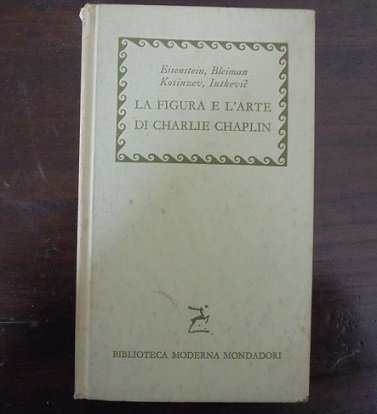 Eisenstein, Bleiman
Kosinzev, Iutkevič
LA FIGURA E L'ARTE
DI CHARLIE CHAPLIN
BIBLIOTECA MODERNA MONDADORI